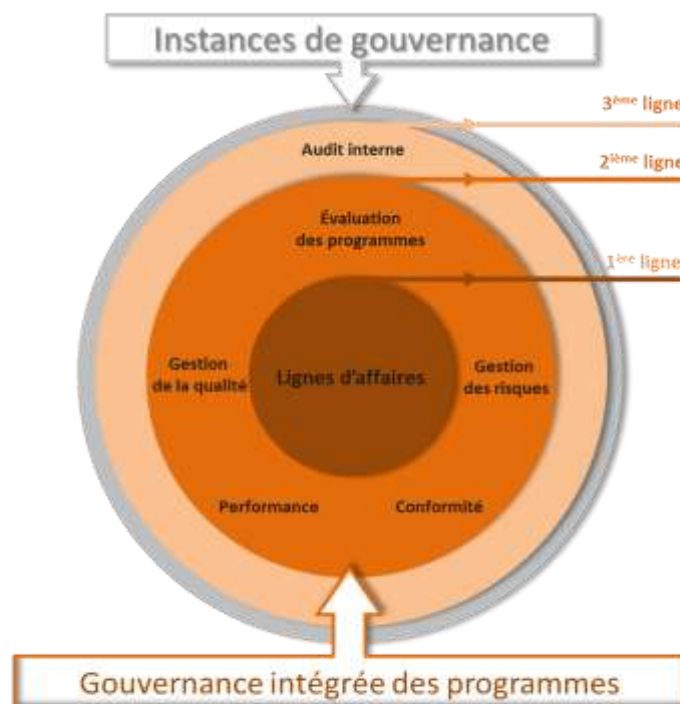 Instances de gouvernance
3ème ligne
Audit interne
2ième ligne
Évaluation
des programmes
1ère ligne
Gestion
de la qualité
Lignes d'affaires
Gestion
des risques
Performance
Conformité
Gouvernance intégrée des programmes